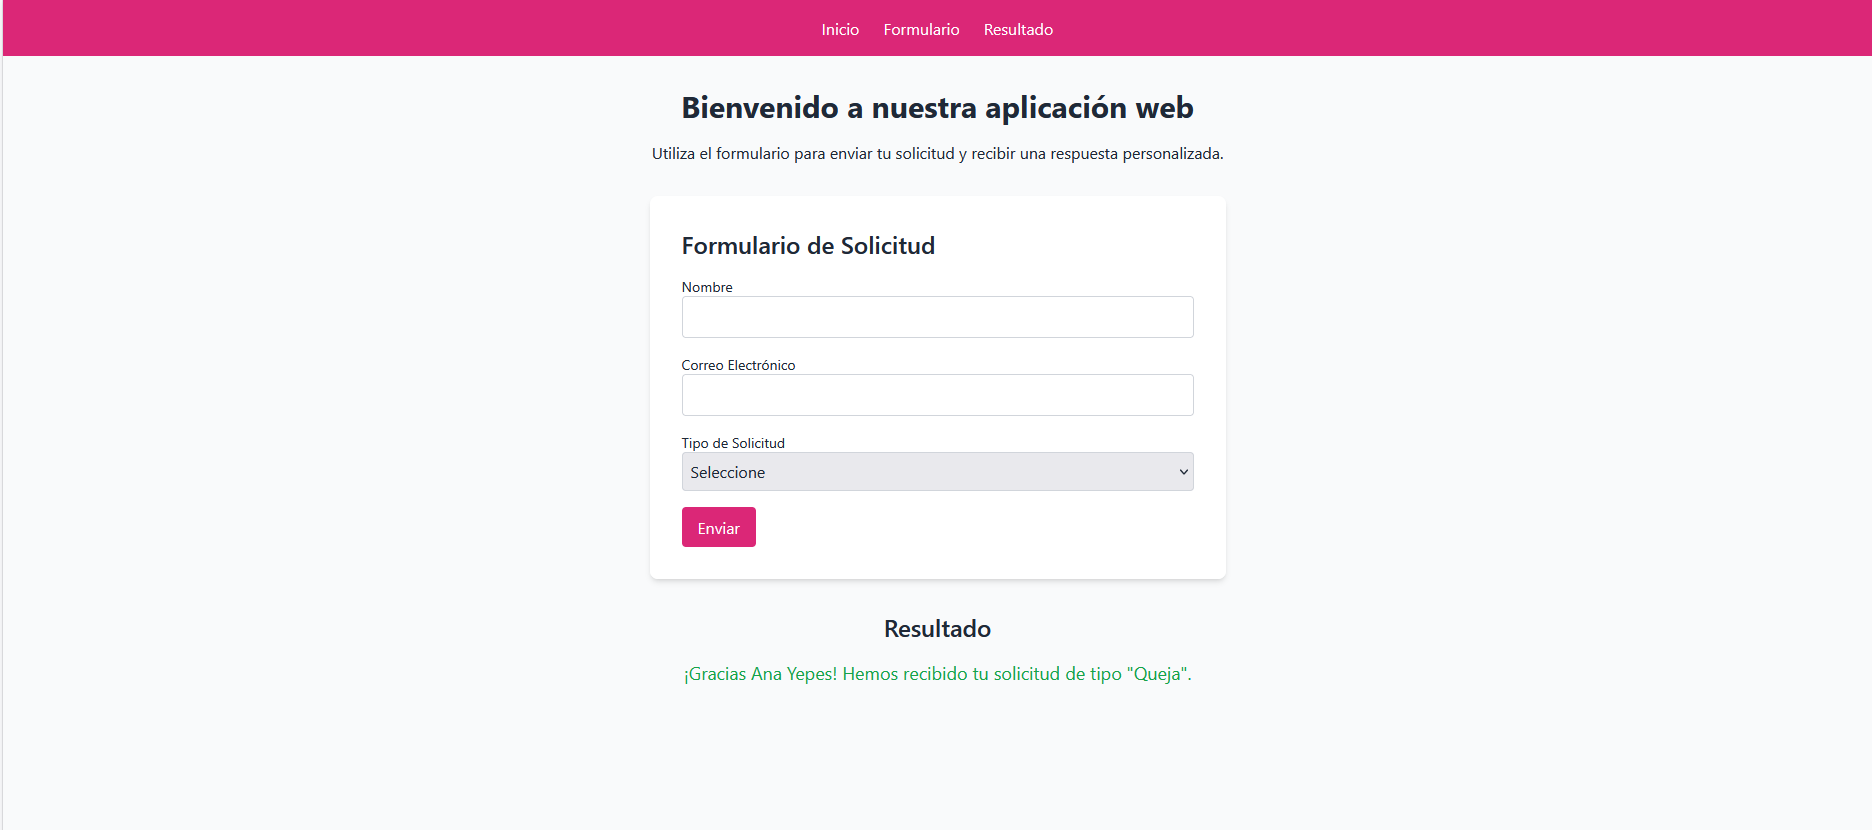 Inicio Formulario Resultado
Bienvenido a nuestra aplicación web
Utiliza el formulario para enviar tu solicitud y recibir una respuesta personalizada.
Formulario de Solicitud
Nombre
Correo Electrónico
Tipo de Solicitud
Seleccione
Enviar
Resultado
¡Gracias Ana Yepes! Hemos recibido tu solicitud de tipo "Queja".